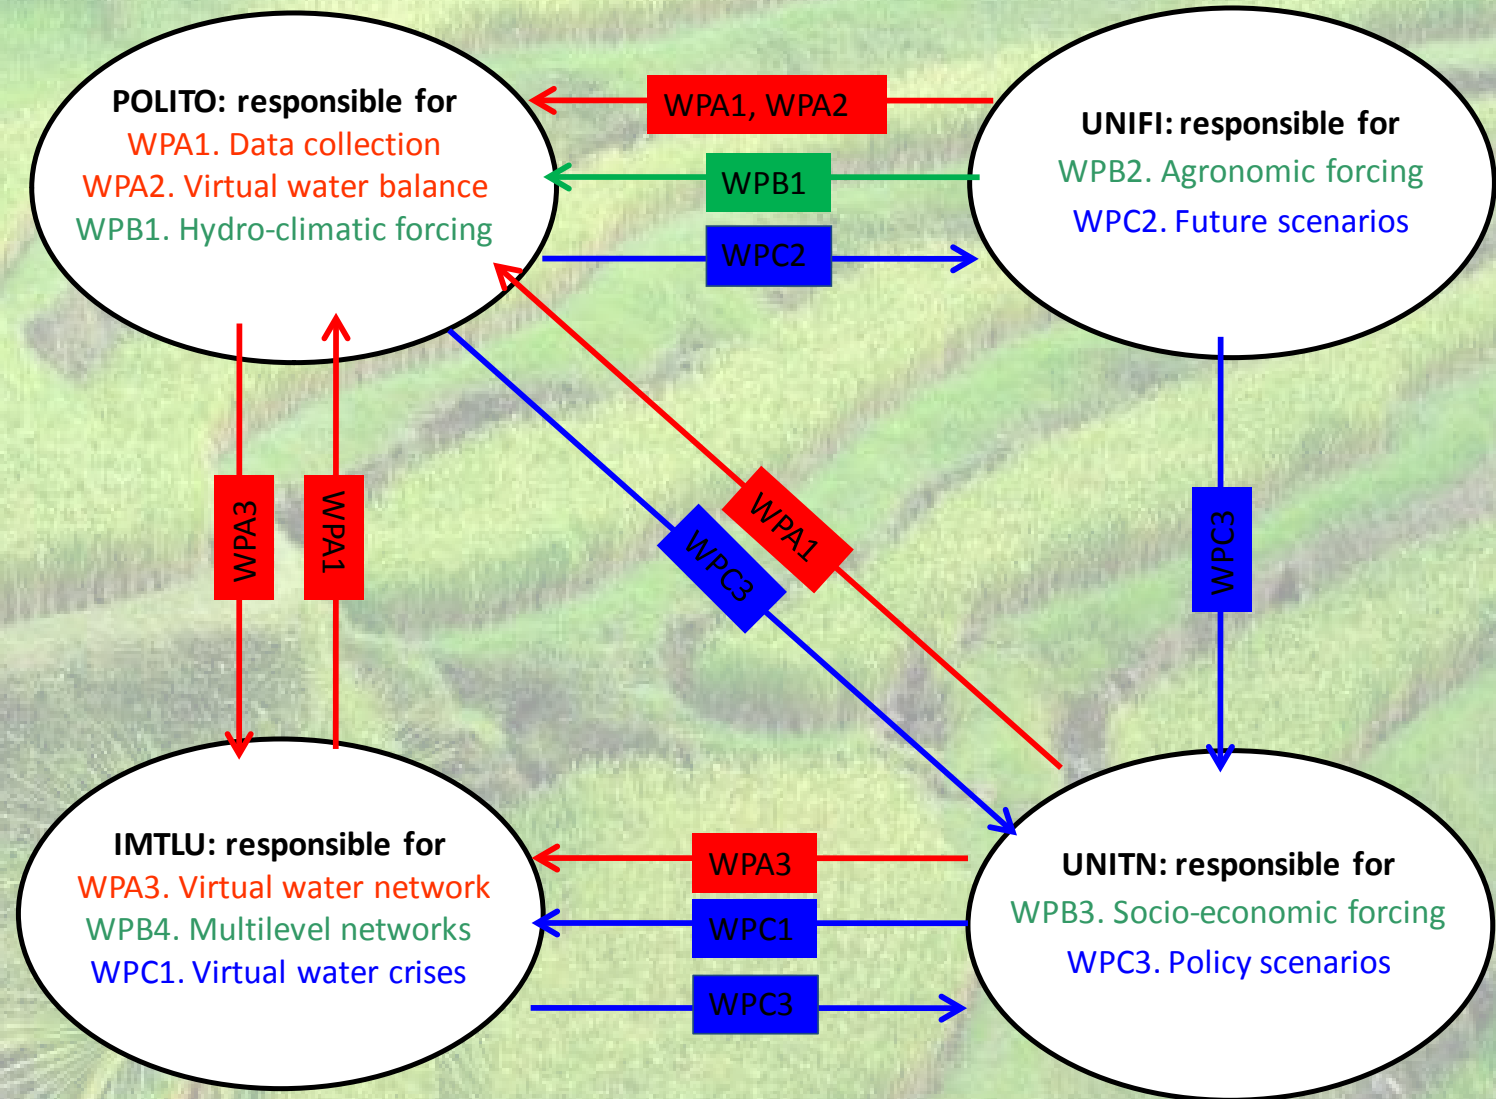 POLITO: responsible for
WPA1. Data collection
WPA2. Virtual water balance
WPB1. Hydro-climatic forcing
WPA1, WPA2
WPB1
WPC2
UNIFI: responsible for
WPB2. Agronomic forcing
WPC2. Future scenarios
WPA3
WPA1
WPC3
WPA1
WPC3
IMTLU: responsible for
WPA3. Virtual water network
WPB4. Multilevel networks
WPC1. Virtual water crises
WPA3
WPC1
WPC3
UNITN: responsible for
WPB3. Socio-economic forcing
WPC3. Policy scenarios